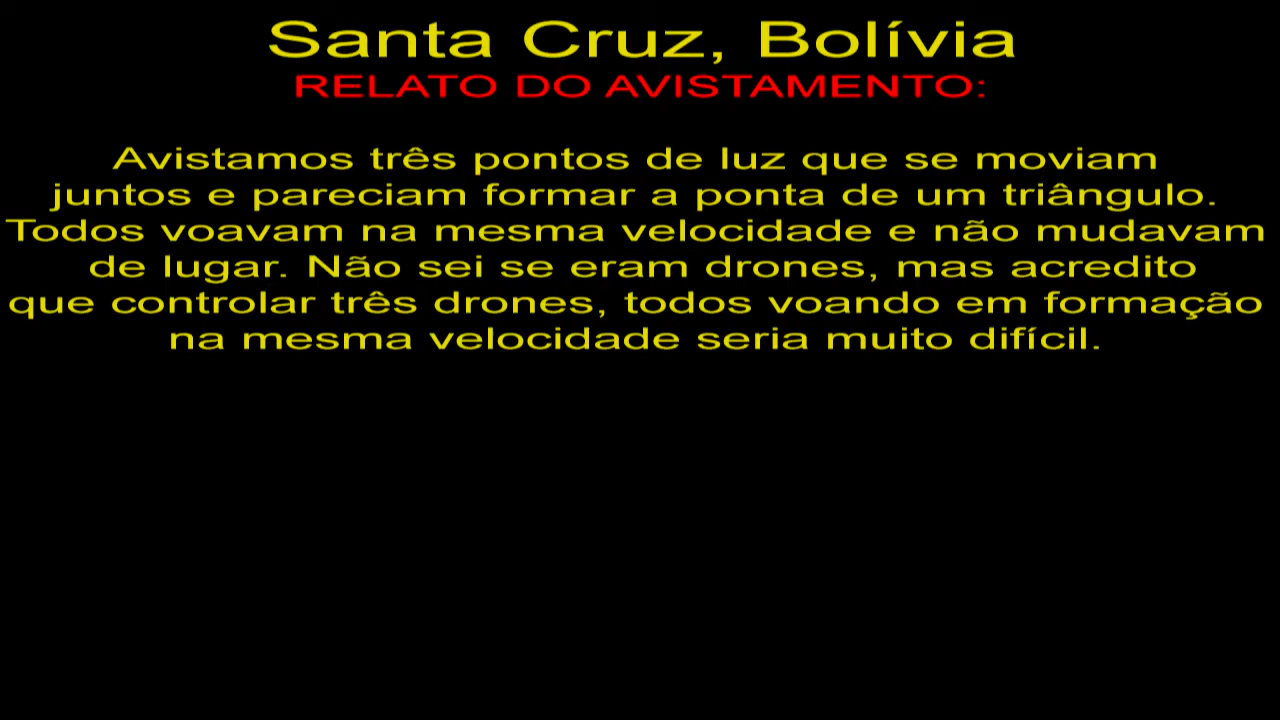 Santa Cruz, Bolívia
RELATO DO AVISTAMENTO:
Avistamos três pontos de luz que se moviam
juntos e pareciam formar a ponta de um triângulo.
Todos voavam na mesma velocidade e não mudavam
de lugar. Não sei se eram drones, mas acredito
que controlar três drones, todos voando em formação
na mesma velocidade seria muito difícil.